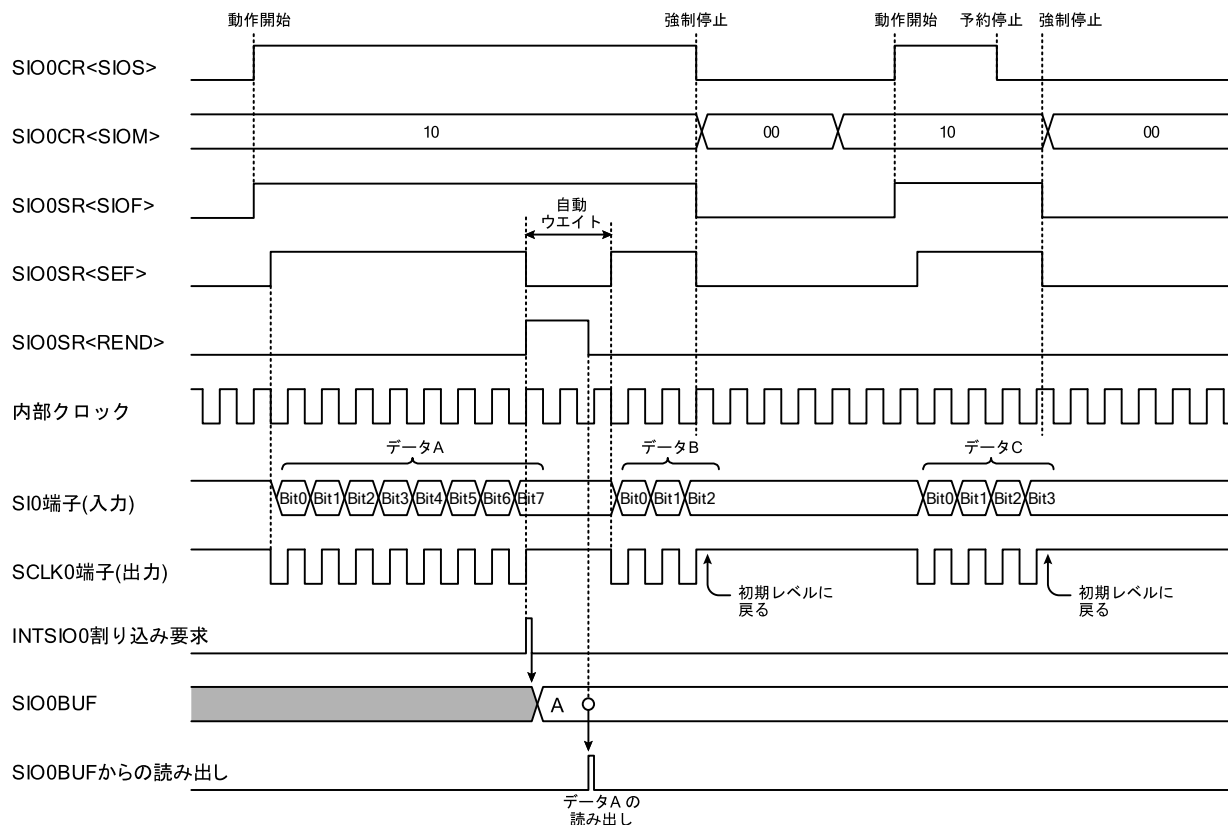 動作開始 強制停止 動作開始 予約停止 強制停止
SIO0CR<SIOS>
SIO0CR<SIOM> 10 00 10 00
SIO0SR<SIOF>
自動
ウエイト
SIO0SR<SEF>
SIO0SR<REND>
内部クロック
データA データB データC
SI0端子(入力) Bit0 Bit1 Bit2 Bit3 Bit4 Bit5 Bit6 Bit7 Bit0 Bit1 Bit2 Bit0 Bit1 Bit2 Bit3
SCLK0端子(出力)
初期レベルに
戻る
初期レベルに
戻る
INTSIO0割り込み要求
SIO0BUF A
SIO0BUFからの読み出し
データA の
読み出し